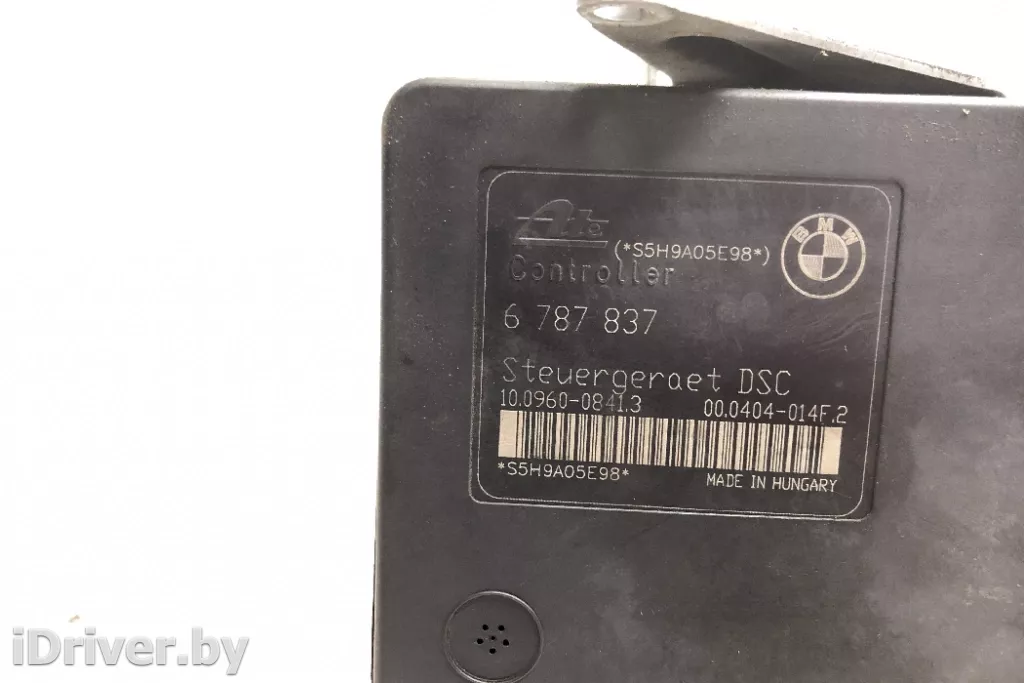 Ate
(*S5H9A05E98*)
BMW
Controller
6 787 837
Steuergeraet DSC
10.0960-0841.3 00.0404-014F.2
*S5H9A05E98*
MADE IN HUNGARY
iDriver.by